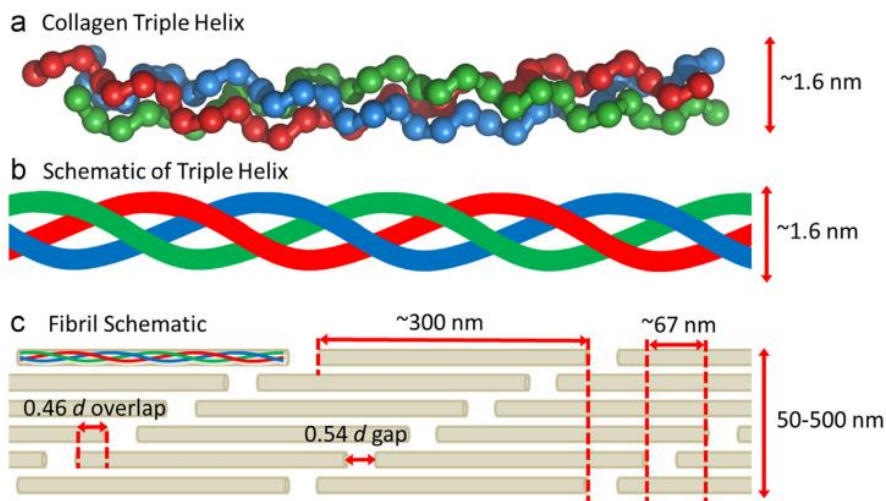 a Collagen Triple Helix
~1.6 nm
b Schematic of Triple Helix
~1.6 nm
c Fibril Schematic
~300 nm
~67 nm
0.46 d overlap
0.54 d gap
50-500 nm